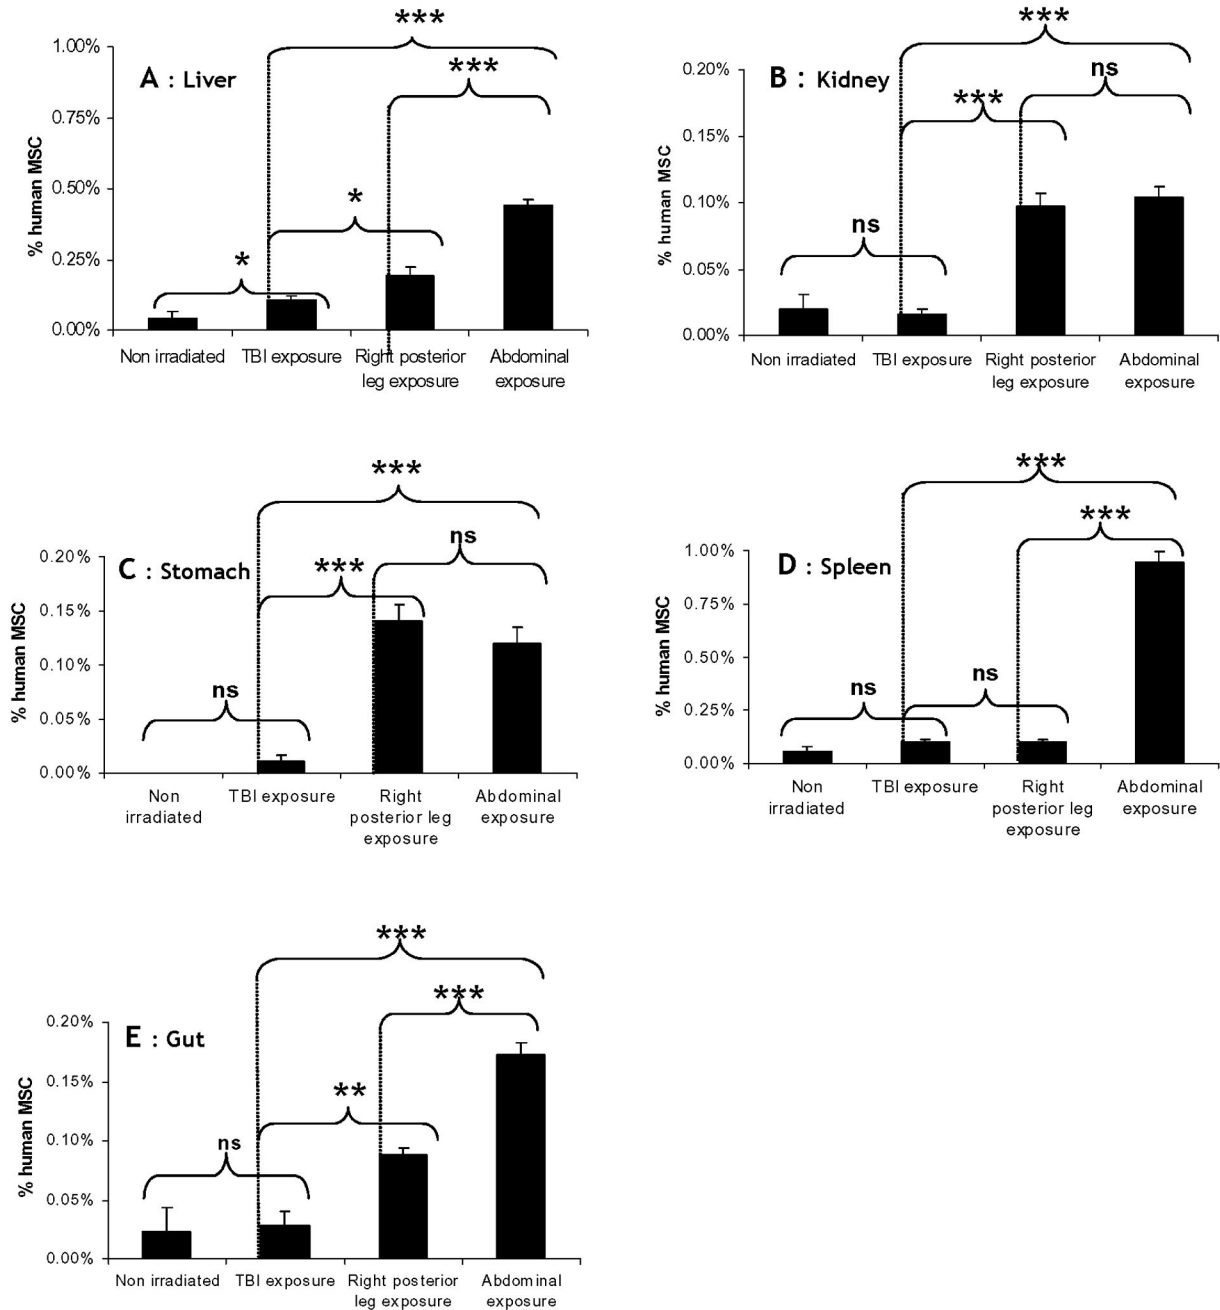 ***
1.00%
A : Liver
***
0.75%
% human MSC
0.50%
*
0.25%
*
0.00%
Non irradiated
TBI exposure
Right posterior
leg exposure
Abdominal
exposure
***
0.20%
B : Kidney
ns
***
0.15%
% human MSC
0.10%
ns
0.05%
0.00%
Non irradiated
TBI exposure
Right posterior
leg exposure
Abdominal
exposure
***
ns
0.20%
C : Stomach
***
0.15%
% human MSC
0.10%
ns
0.05%
0.00%
Non
irradiated
TBI exposure
Right
posterior leg
exposure
Abdominal
exposure
***
***
1.00%
D : Spleen
0.75%
% human MSC
0.50%
ns
ns
0.25%
0.00%
Non
irradiated
TBI exposure
Right
posterior leg
exposure
Abdominal
exposure
***
***
0.20%
E : Gut
0.15%
% human MSC
**
0.10%
ns
0.05%
0.00%
Non irradiated
TBI exposure
Right posterior
leg exposure
Abdominal
exposure